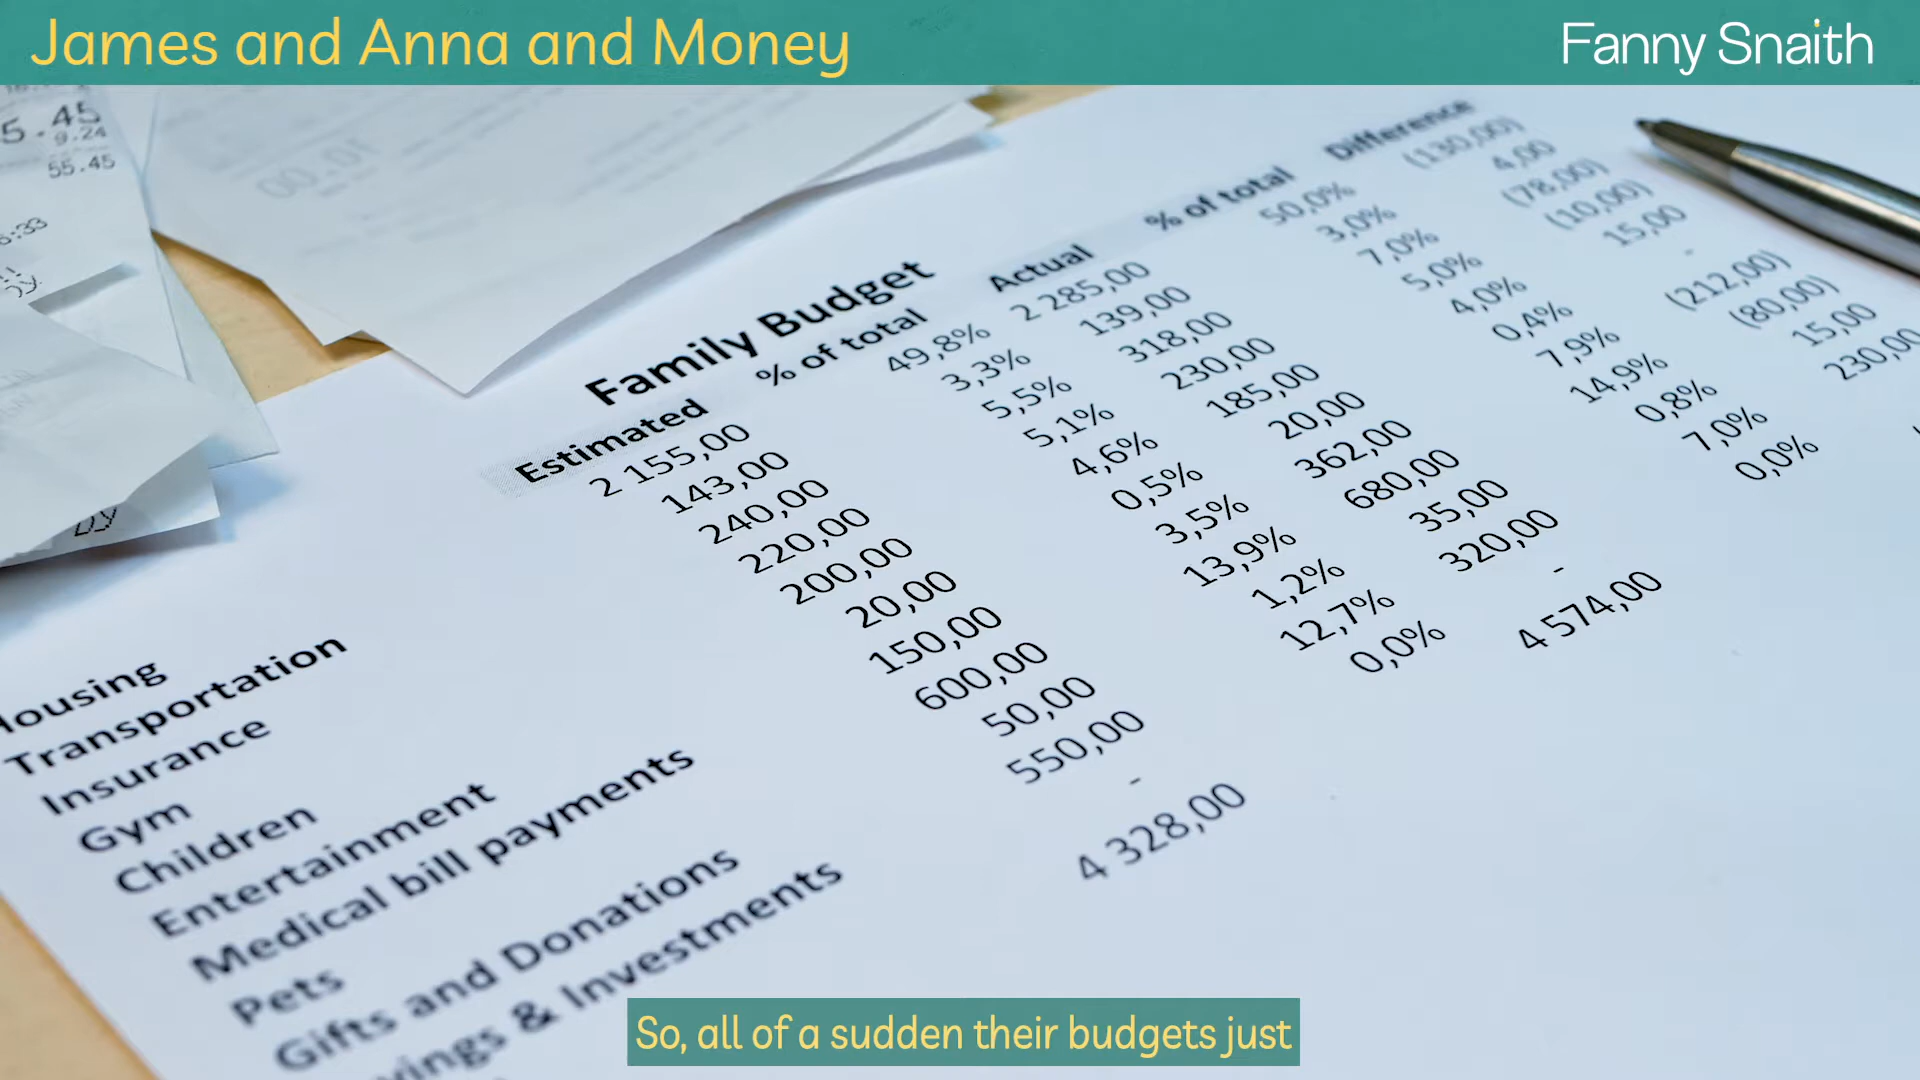 James and Anna and Money
Fanny Snaith
5.45
9.24
55.45
Family Budget
Estimated % of total Actual % of total Difference
Housing 2 155,00 49,8% 2 285,00 50,0% (130,00)
Transportation 143,00 3,3% 139,00 3,0% 4,00
Insurance 240,00 5,5% 318,00 7,0% (78,00)
Gym 220,00 5,1% 230,00 5,0% (10,00)
Children 200,00 4,6% 185,00 4,0% 15,00
Entertainment 20,00 0,5% 20,00 0,4% -
Medical bill payments 150,00 3,5% 362,00 7,9% (212,00)
Pets 600,00 13,9% 680,00 14,9% (80,00)
Gifts and Donations 50,00 1,2% 35,00 0,8% 15,00
& Investments 550,00 12,7% 320,00 7,0% 230,00
- 0,0% - 0,0%
4 328,00 4 574,00
So, all of a sudden their budgets just